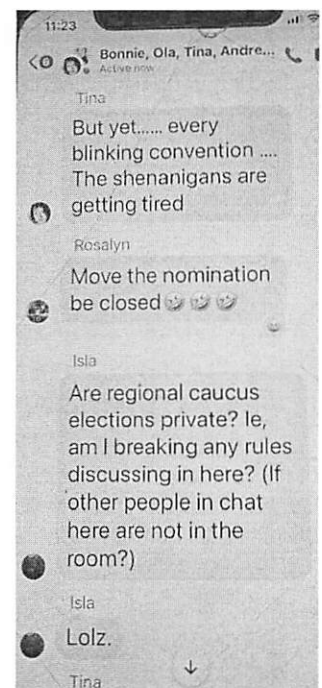 11:23
Bonnie, Ola, Tina, Andre...
Active now
Tina
But yet...... every
blinking convention ....
The shenanigans are
getting tired
Rosalyn
Move the nomination
be closed 🤣🤣🤣
Isla
Are regional caucus
elections private? Ie,
am I breaking any rules
discussing in here? (If
other people in chat
here are not in the
room?)
Isla
Lolz.
Tina